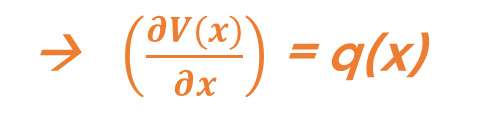 → (∂V(x)/∂x) = q(x)